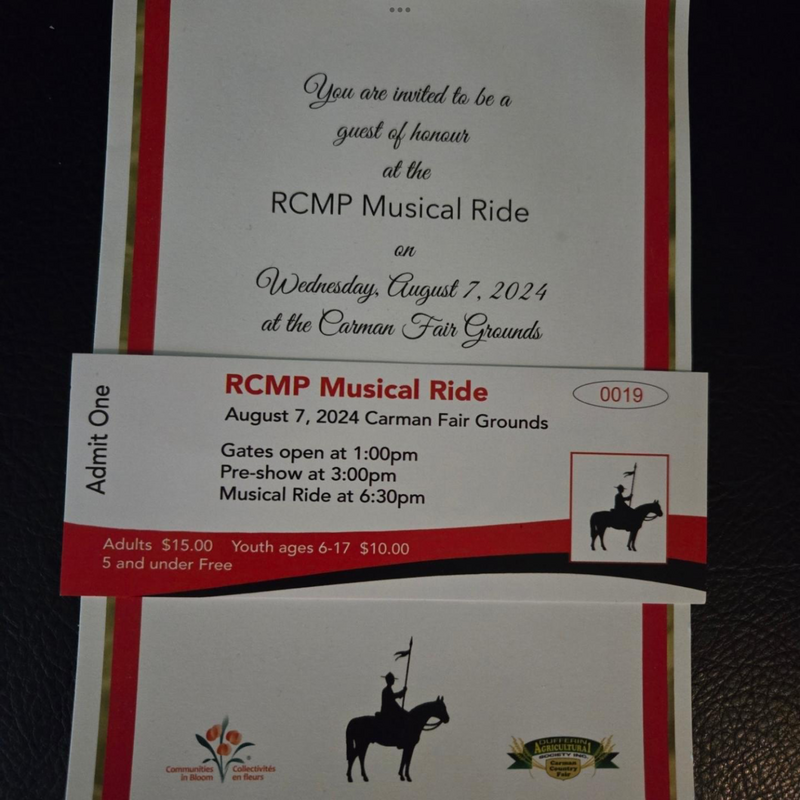 You are invited to be a
guest of honour
at the
RCMP Musical Ride
on
Wednesday, August 7, 2024
at the Carman Fair Grounds
Admit One
RCMP Musical Ride
0019
August 7, 2024 Carman Fair Grounds
Gates open at 1:00pm
Pre-show at 3:00pm
Musical Ride at 6:30pm
Adults $15.00 Youth ages 6-17 $10.00
5 and under Free
Communities
in Bloom
Collectivités
en fleurs
DUFFERIN
AGRICULTURAL
SOCIETY INC.
Carman
Country
Fair